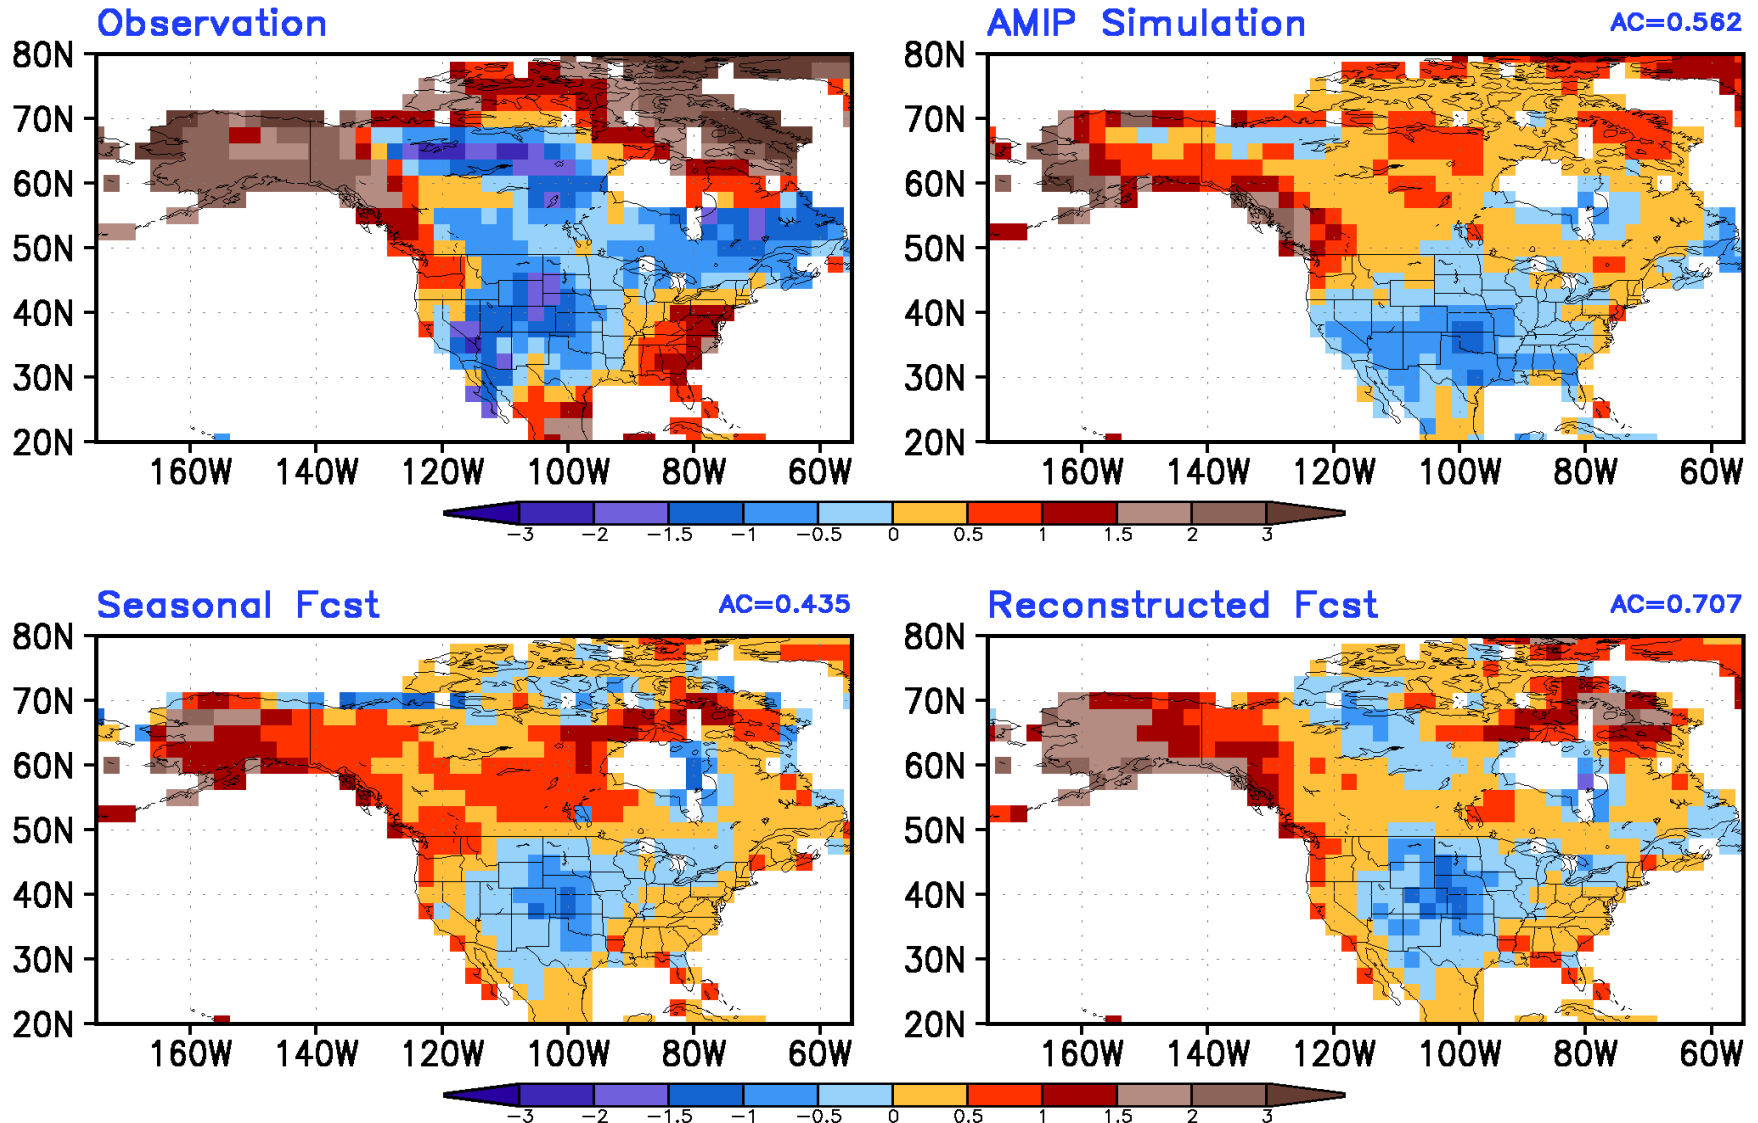 Observation
AMIP Simulation AC=0.562
80N
70N
60N
50N
40N
30N
20N
160W 140W 120W 100W 80W 60W
80N
70N
60N
50N
40N
30N
20N
160W 140W 120W 100W 80W 60W
-3 -2 -1.5 -1 -0.5 0 0.5 1 1.5 2 3
Seasonal Fcst AC=0.435
Reconstructed Fcst AC=0.707
80N
70N
60N
50N
40N
30N
20N
160W 140W 120W 100W 80W 60W
80N
70N
60N
50N
40N
30N
20N
160W 140W 120W 100W 80W 60W
-3 -2 -1.5 -1 -0.5 0 0.5 1 1.5 2 3